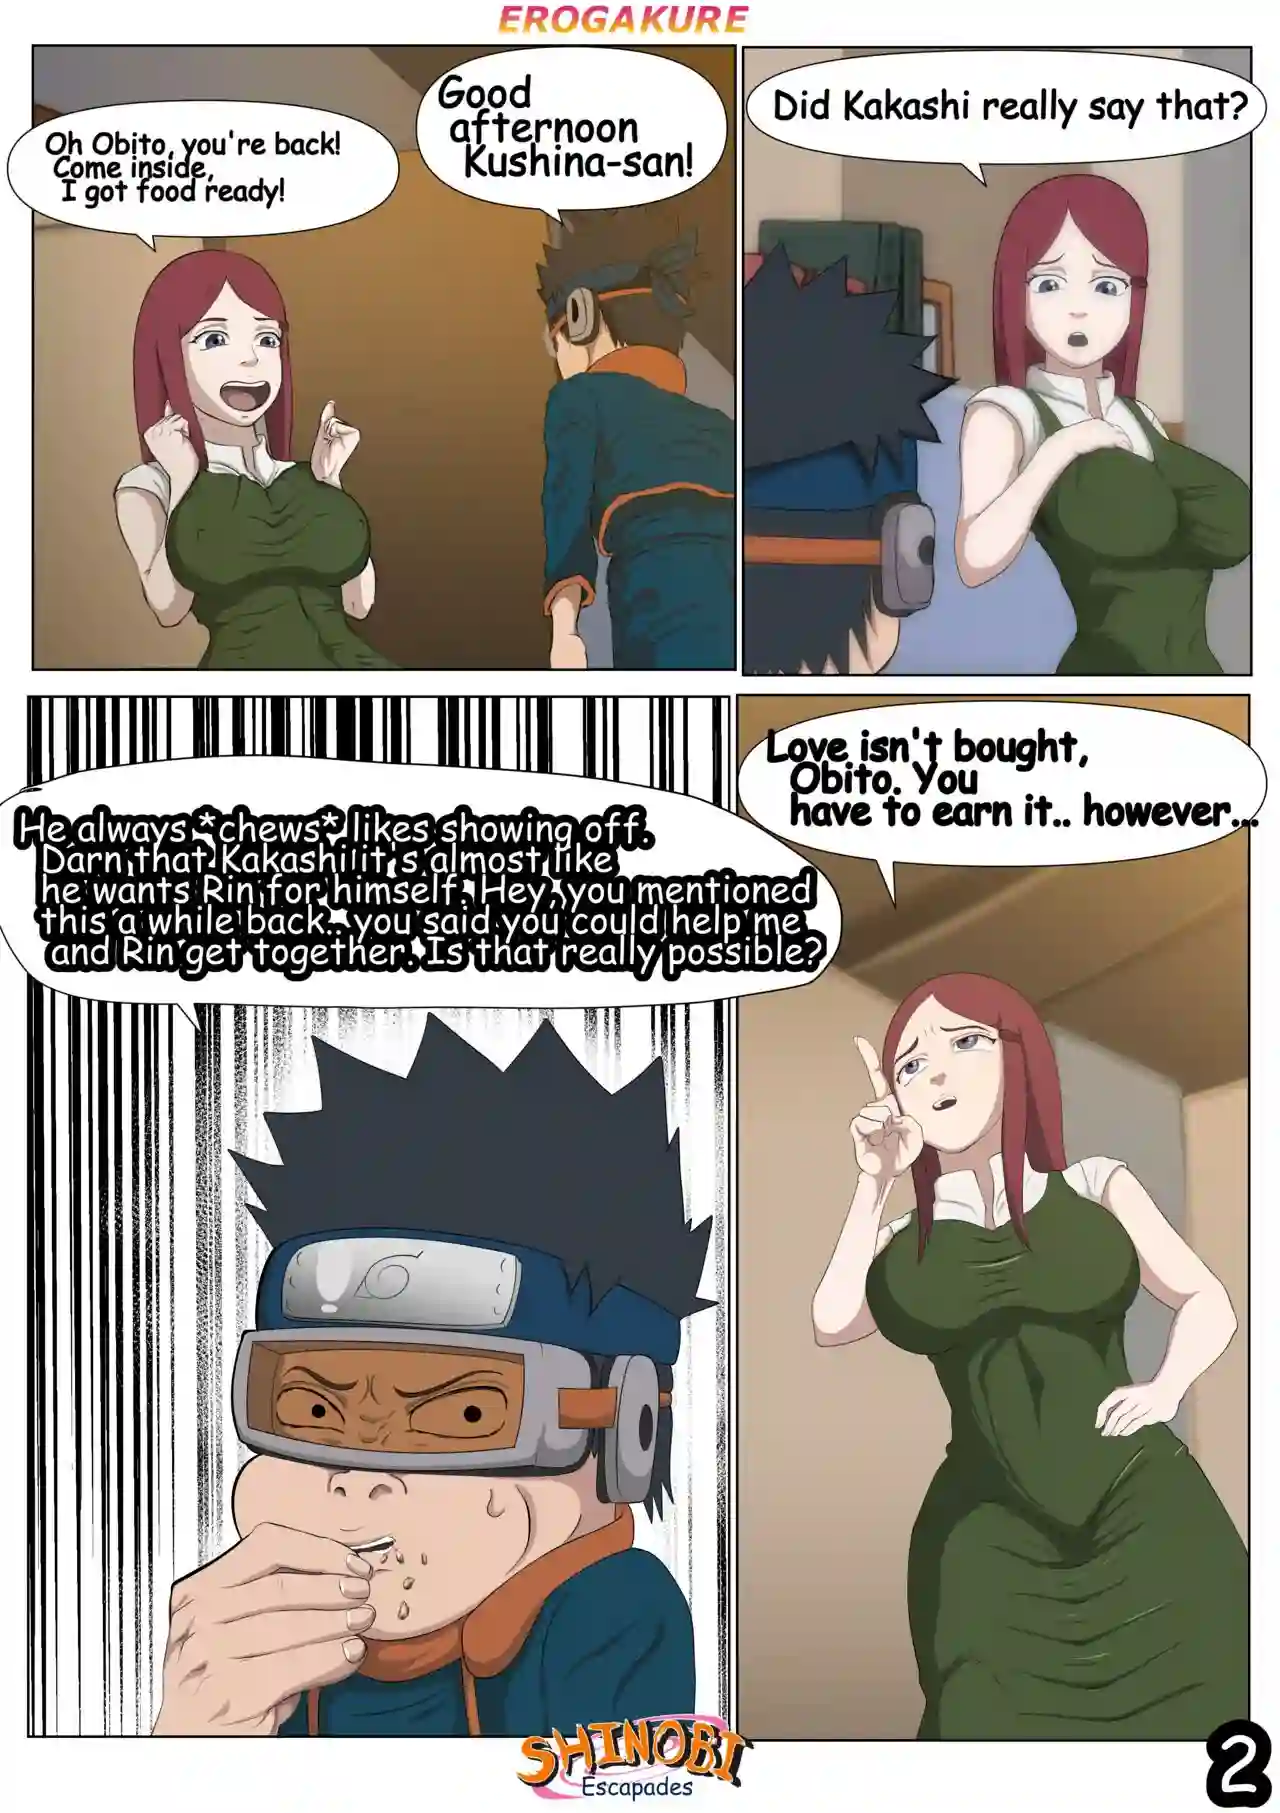 EROGAKURE
Oh Obito, you're back!
Come inside,
I got food ready!
Good
afternoon
Kushina-san!
Did Kakashi really say that?
He always *chews* likes showing off.
Darn that Kakashi! it's almost like
he wants Rin for himself. Hey, you mentioned
this a while back.. you said you could help me
and Rin get together. Is that really possible?
Love isn't bought,
Obito. You
have to earn it.. however...
SHINOBI
Escapades
2